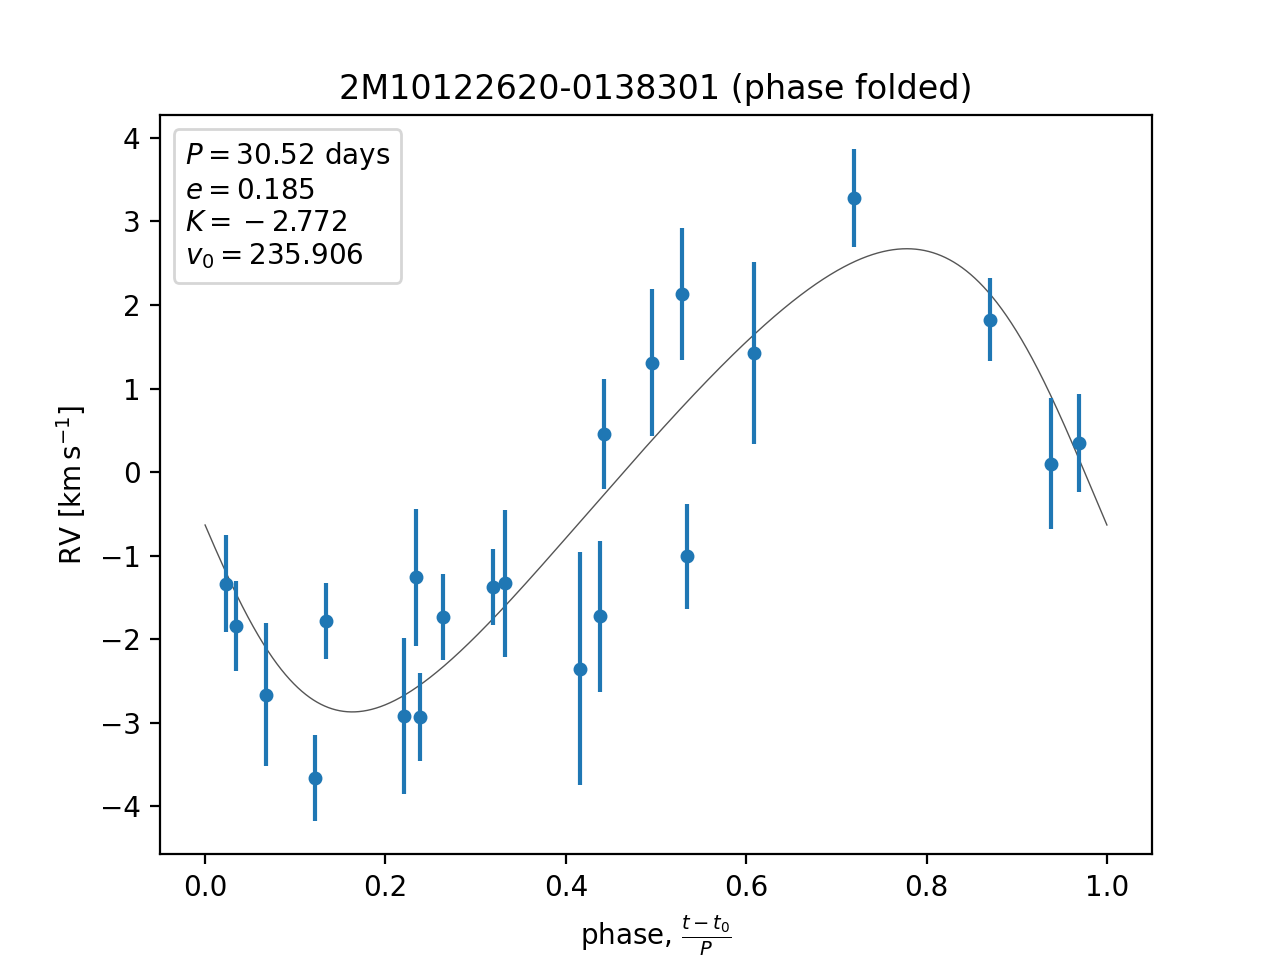 2M10122620-0138301 (phase folded)
P = 30.52 days
e = 0.185
K = −2.772
v₀ = 235.906
4
3
2
1
0
−1
−2
−3
−4
RV [km s⁻¹]
0.0 0.2 0.4 0.6 0.8 1.0
phase, (t − t₀)/P